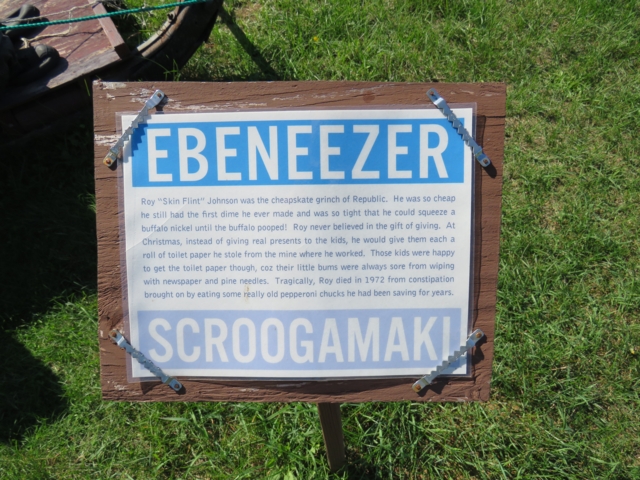 EBENEEZER
Roy "Skin Flint" Johnson was the cheapskate grinch of Republic. He was so cheap
he still had the first dime he ever made and was so tight that he could squeeze a
buffalo nickel until the buffalo pooped! Roy never believed in the gift of giving. At
Christmas, instead of giving real presents to the kids, he would give them each a
roll of toilet paper he stole from the mine where he worked. Those kids were happy
to get the toilet paper though, coz their little bums were always sore from wiping
with newspaper and pine needles. Tragically, Roy died in 1972 from constipation
brought on by eating some really old pepperoni chucks he had been saving for years.
SCROOGAMAKI